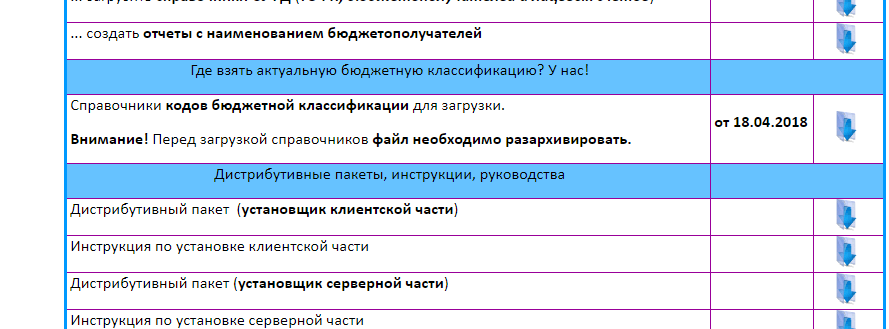 ... создать отчеты с наименованием бюджетополучателей
Где взять актуальную бюджетную классификацию? У нас!
Справочники кодов бюджетной классификации для загрузки.
от 18.04.2018
Внимание! Перед загрузкой справочников файл необходимо разархивировать.
Дистрибутивные пакеты, инструкции, руководства
Дистрибутивный пакет (установщик клиентской части)
Инструкция по установке клиентской части
Дистрибутивный пакет (установщик серверной части)
Инструкция по установке серверной части